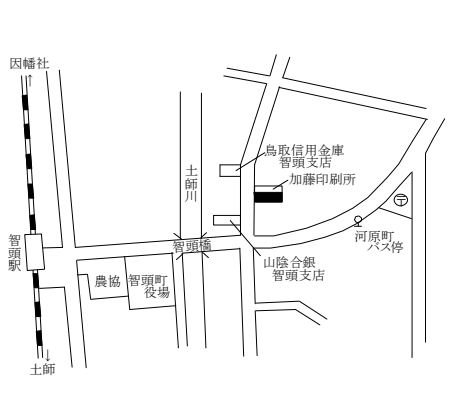 因幡社
↑
鳥取信用金庫
智頭支店
加藤印刷所
土師川
〒
智頭駅
智頭橋
河原町
バス停
山陰合銀
智頭支店
農協
智頭町
役場
↓
土師